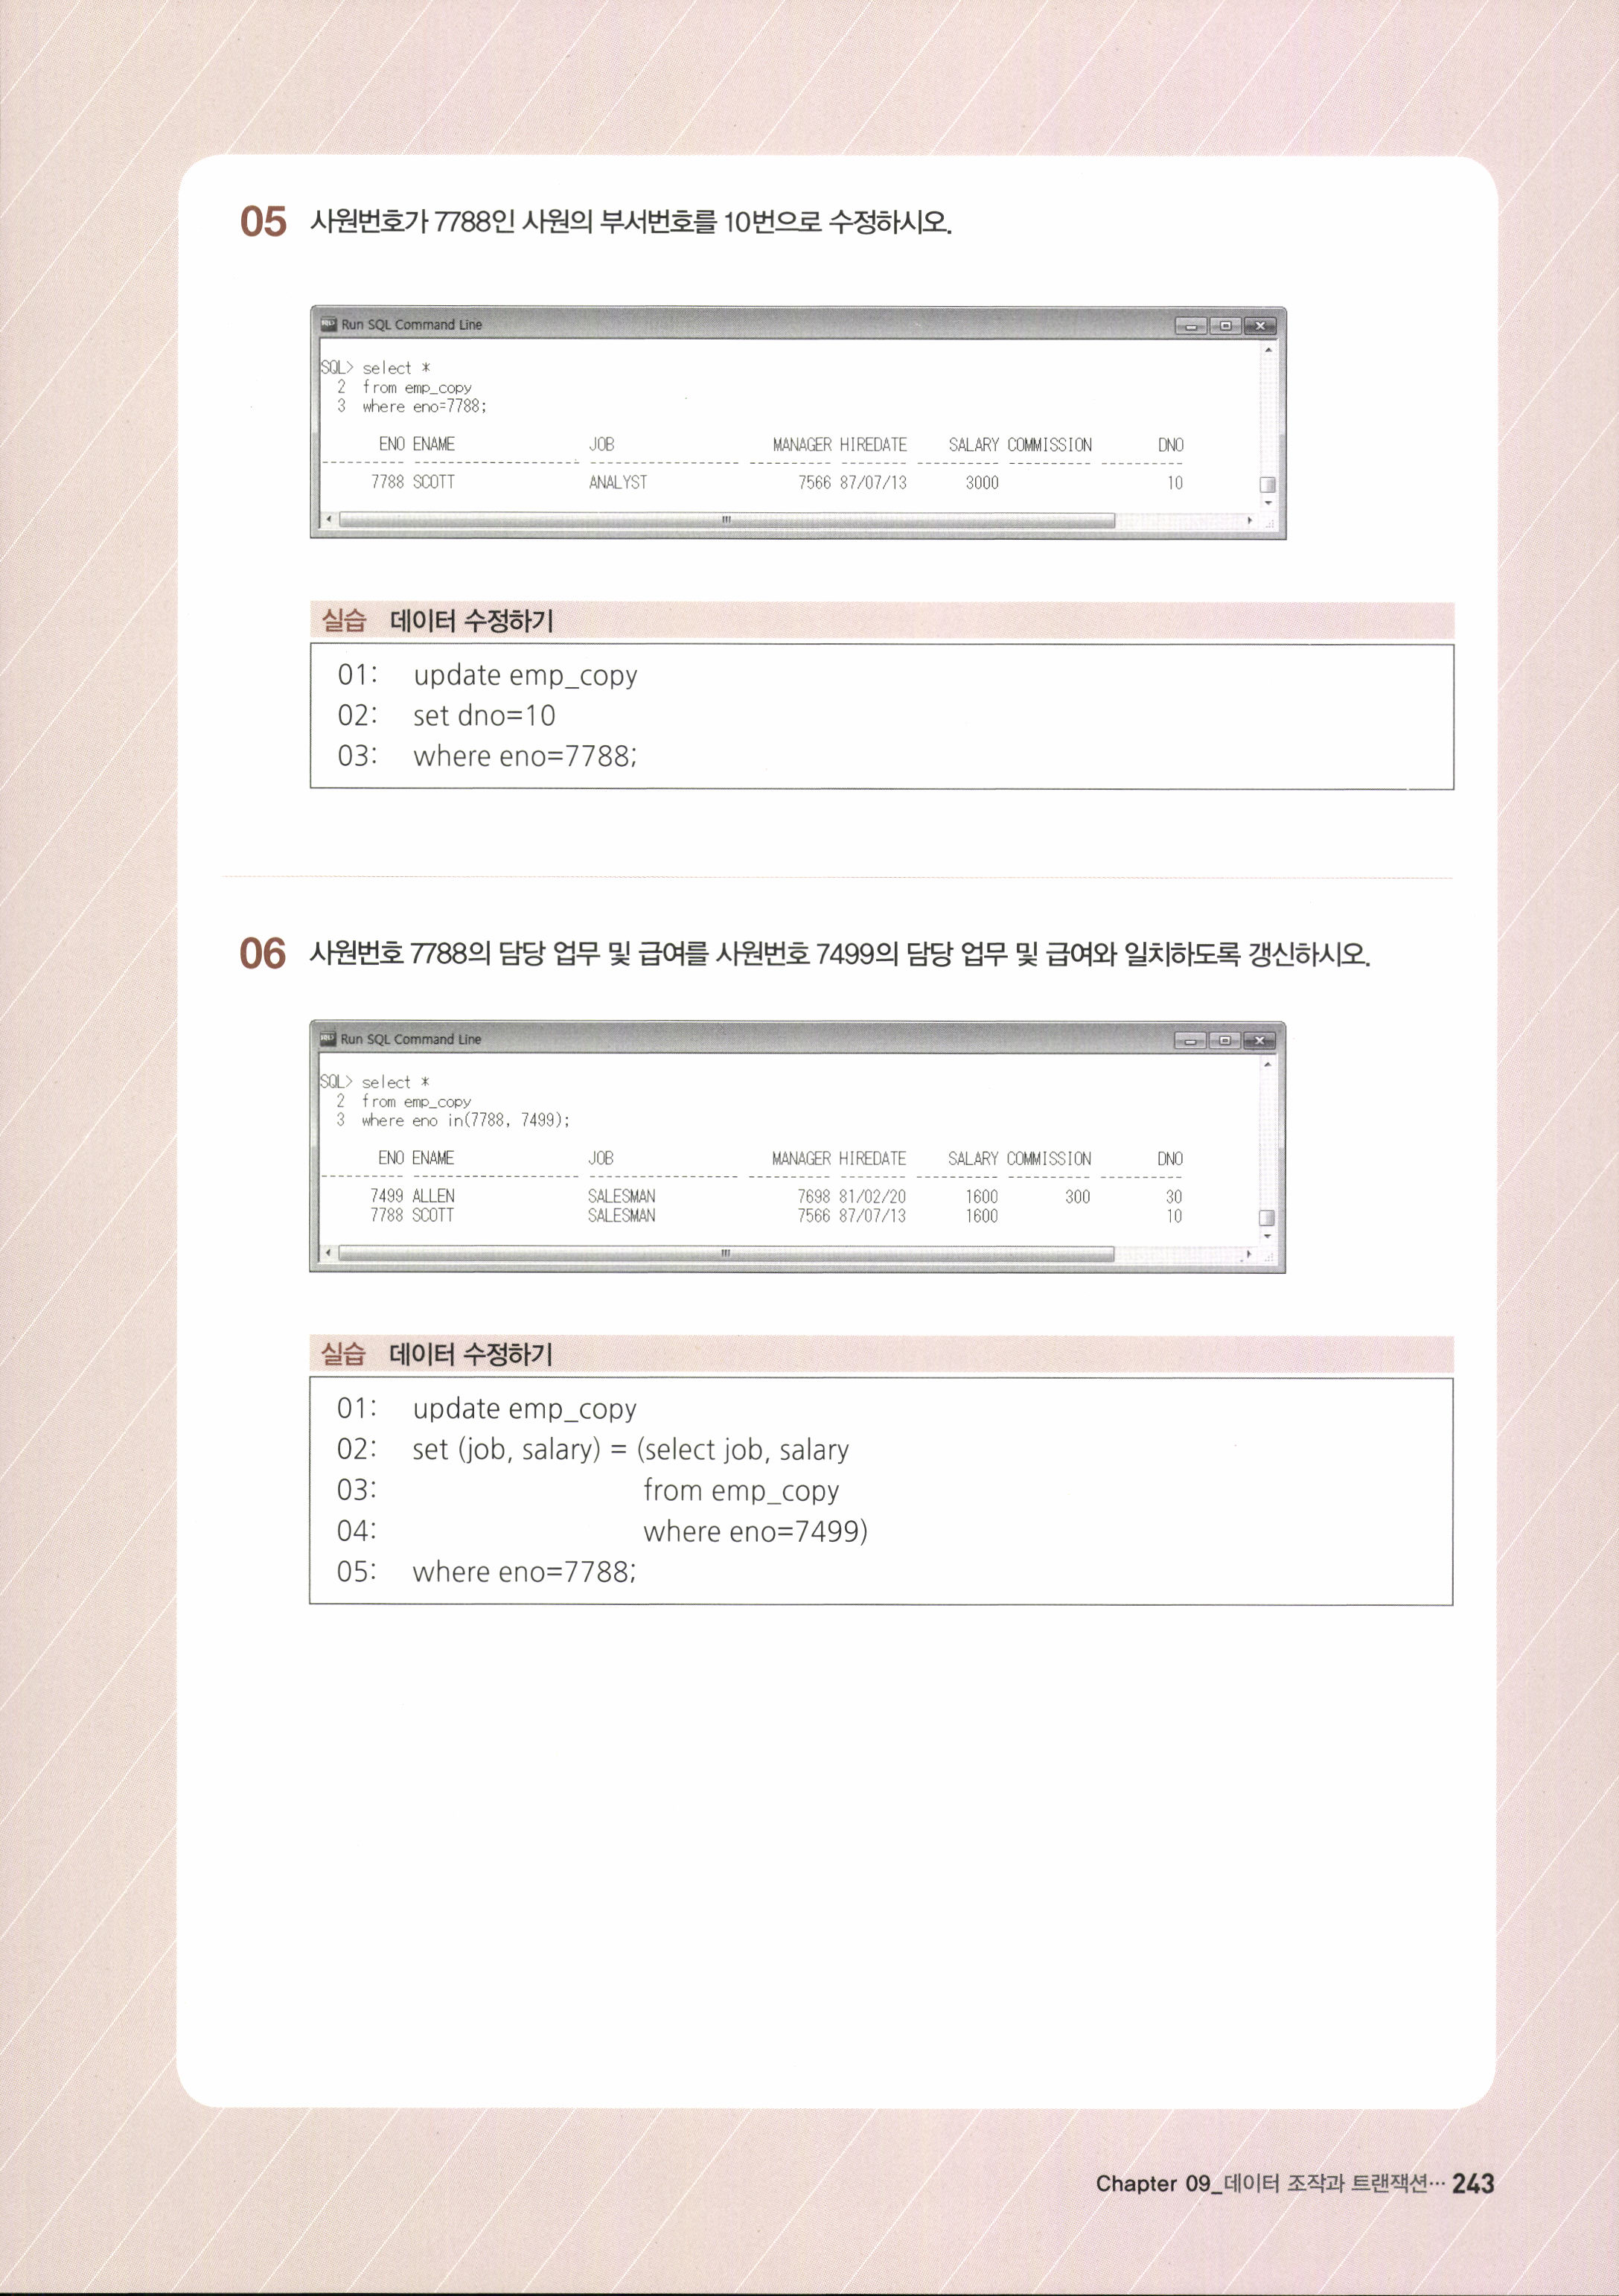 05 사원번호가 7788인 사원의 부서번호를 10번으로 수정하시오.
Run SQL Command Line
SQL> select *
2 from emp_copy
3 where eno=7788;
ENO ENAME JOB MANAGER HIREDATE SALARY COMMISSION DNO
7788 SCOTT ANALYST 7566 87/07/13 3000 10
실습 데이터 수정하기
01: update emp_copy
02: set dno=10
03: where eno=7788;
06 사원번호 7788의 담당 업무 및 급여를 사원번호 7499의 담당 업무 및 급여와 일치하도록 갱신하시오.
Run SQL Command Line
SQL> select *
2 from emp_copy
3 where eno in(7788, 7499);
ENO ENAME JOB MANAGER HIREDATE SALARY COMMISSION DNO
7499 ALLEN SALESMAN 7698 81/02/20 1600 300 30
7788 SCOTT SALESMAN 7566 87/07/13 1600 10
실습 데이터 수정하기
01: update emp_copy
02: set (job, salary) = (select job, salary
03: from emp_copy
04: where eno=7499)
05: where eno=7788;
Chapter 09_데이터 조작과 트랜잭션··· 243